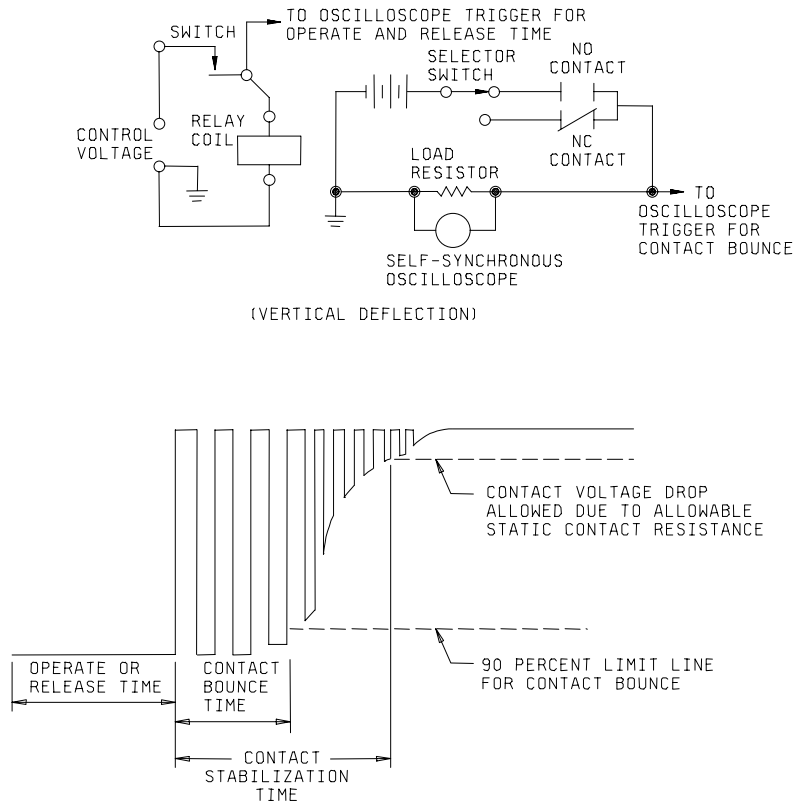 TO OSCILLOSCOPE TRIGGER FOR
OPERATE AND RELEASE TIME
SWITCH
SELECTOR
SWITCH
NO
CONTACT
CONTROL
VOLTAGE
RELAY
COIL
NC
CONTACT
LOAD
RESISTOR
TO
OSCILLOSCOPE
TRIGGER FOR
CONTACT BOUNCE
SELF-SYNCHRONOUS
OSCILLOSCOPE
(VERTICAL DEFLECTION)
CONTACT VOLTAGE DROP
ALLOWED DUE TO ALLOWABLE
STATIC CONTACT RESISTANCE
90 PERCENT LIMIT LINE
FOR CONTACT BOUNCE
OPERATE OR
RELEASE TIME
CONTACT
BOUNCE
TIME
CONTACT
STABILIZATION
TIME